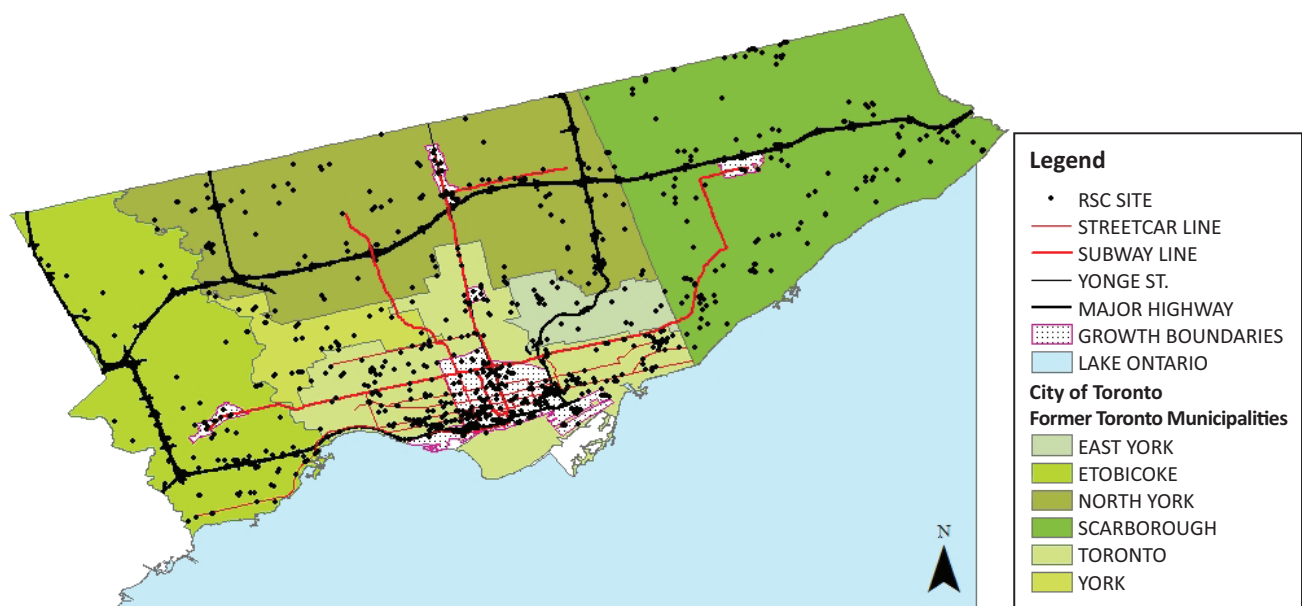 Legend
RSC SITE
STREETCAR LINE
SUBWAY LINE
YONGE ST.
MAJOR HIGHWAY
GROWTH BOUNDARIES
LAKE ONTARIO
City of Toronto
Former Toronto Municipalities
EAST YORK
ETOBICOKE
NORTH YORK
SCARBOROUGH
TORONTO
YORK
N